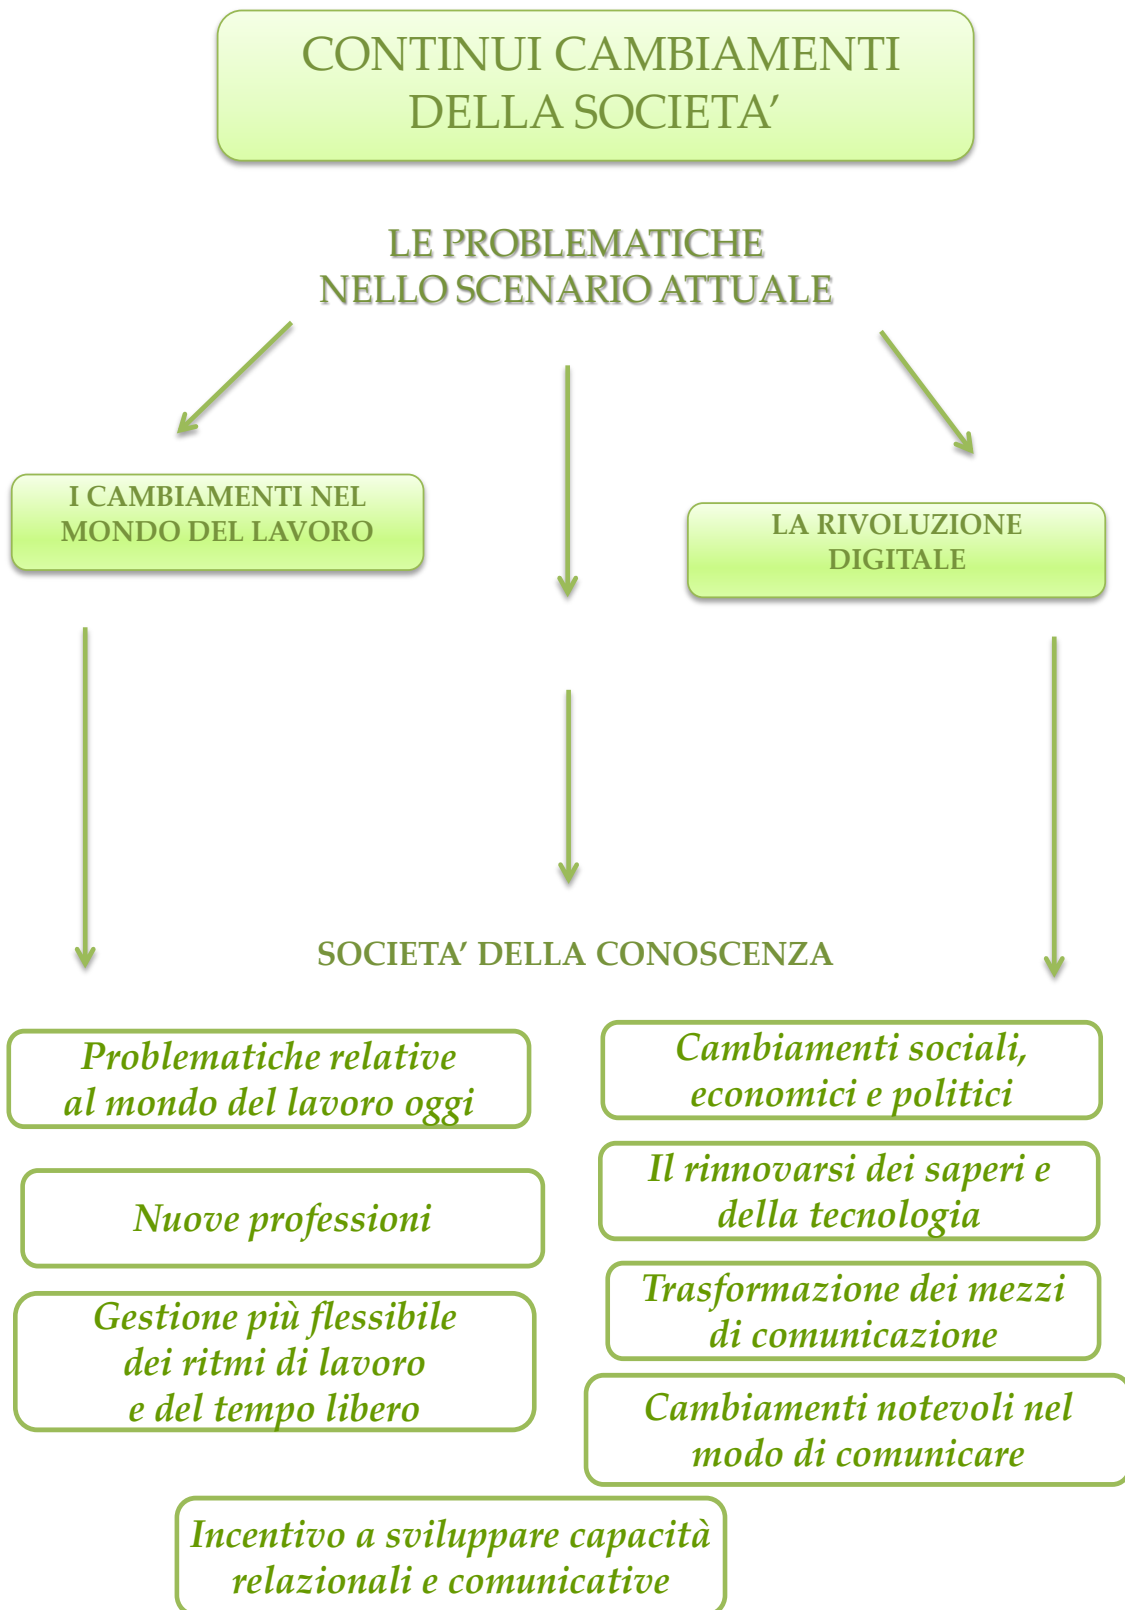 CONTINUI CAMBIAMENTI
DELLA SOCIETA’
LE PROBLEMATICHE
NELLO SCENARIO ATTUALE
I CAMBIAMENTI NEL
MONDO DEL LAVORO
LA RIVOLUZIONE
DIGITALE
SOCIETA’ DELLA CONOSCENZA
Problematiche relative
al mondo del lavoro oggi
Nuove professioni
Gestione più flessibile
dei ritmi di lavoro
e del tempo libero
Cambiamenti sociali,
economici e politici
Il rinnovarsi dei saperi e
della tecnologia
Trasformazione dei mezzi
di comunicazione
Cambiamenti notevoli nel
modo di comunicare
Incentivo a sviluppare capacità
relazionali e comunicative